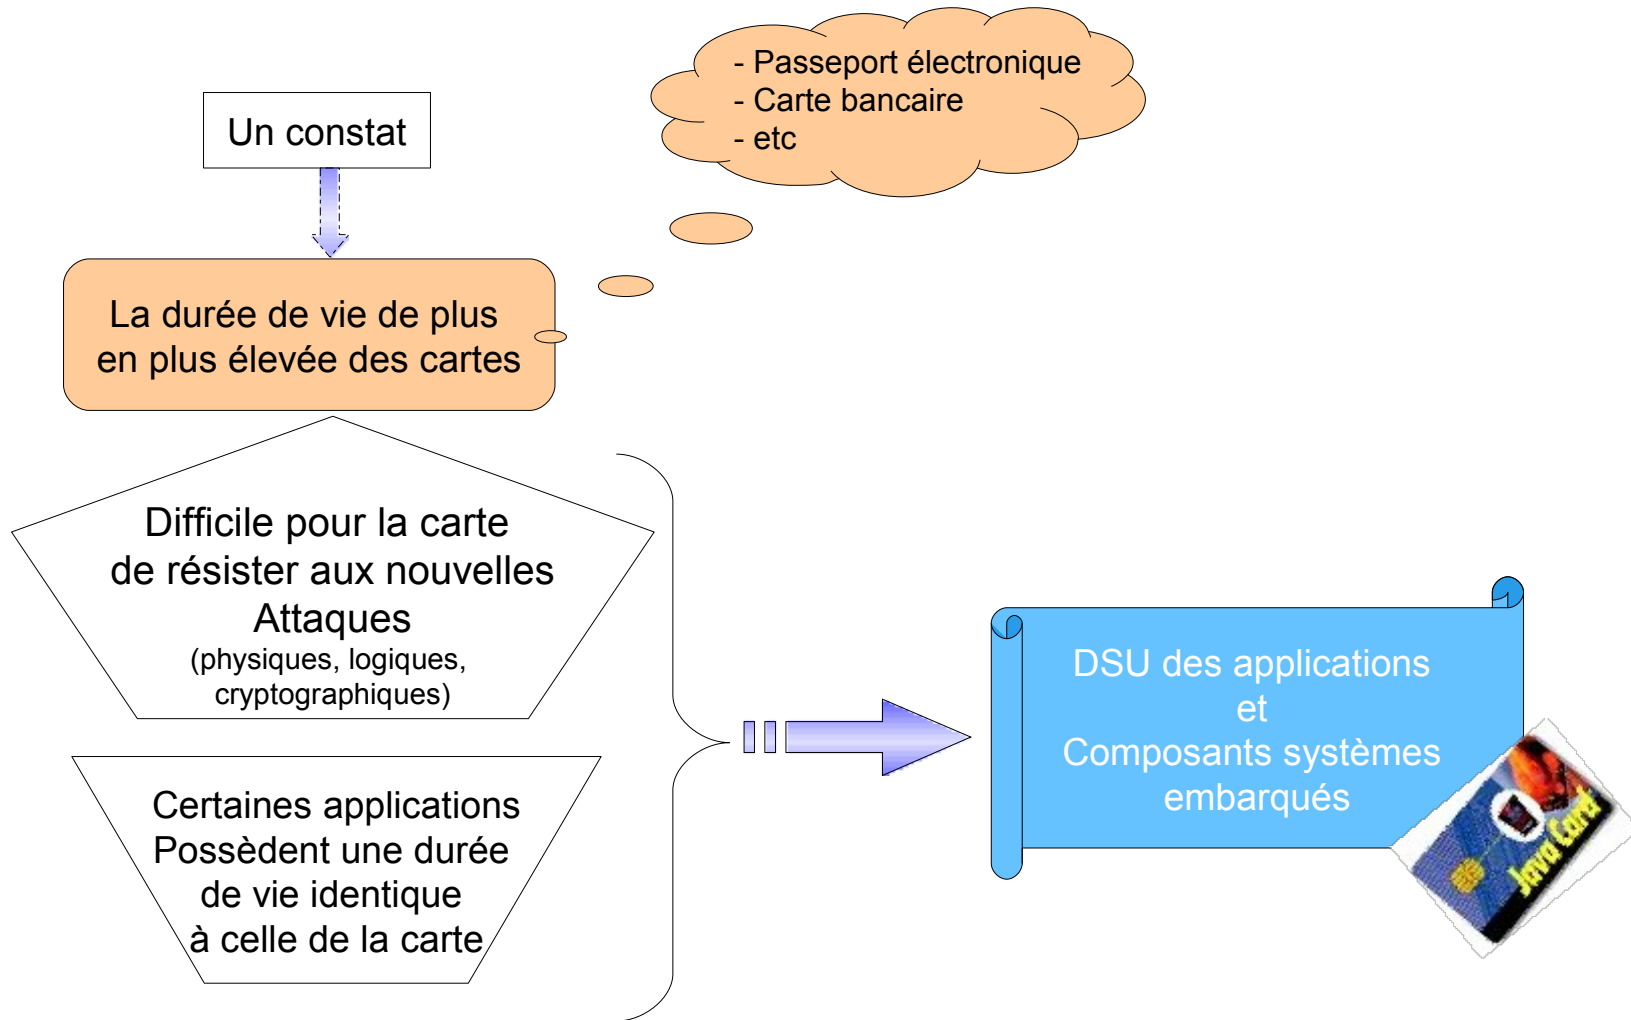 Un constat
- Passeport électronique
- Carte bancaire
- etc
La durée de vie de plus
en plus élevée des cartes
Difficile pour la carte
de résister aux nouvelles
Attaques
(physiques, logiques,
cryptographiques)
Certaines applications
Possèdent une durée
de vie identique
à celle de la carte
DSU des applications
et
Composants systèmes
embarqués
Java Card